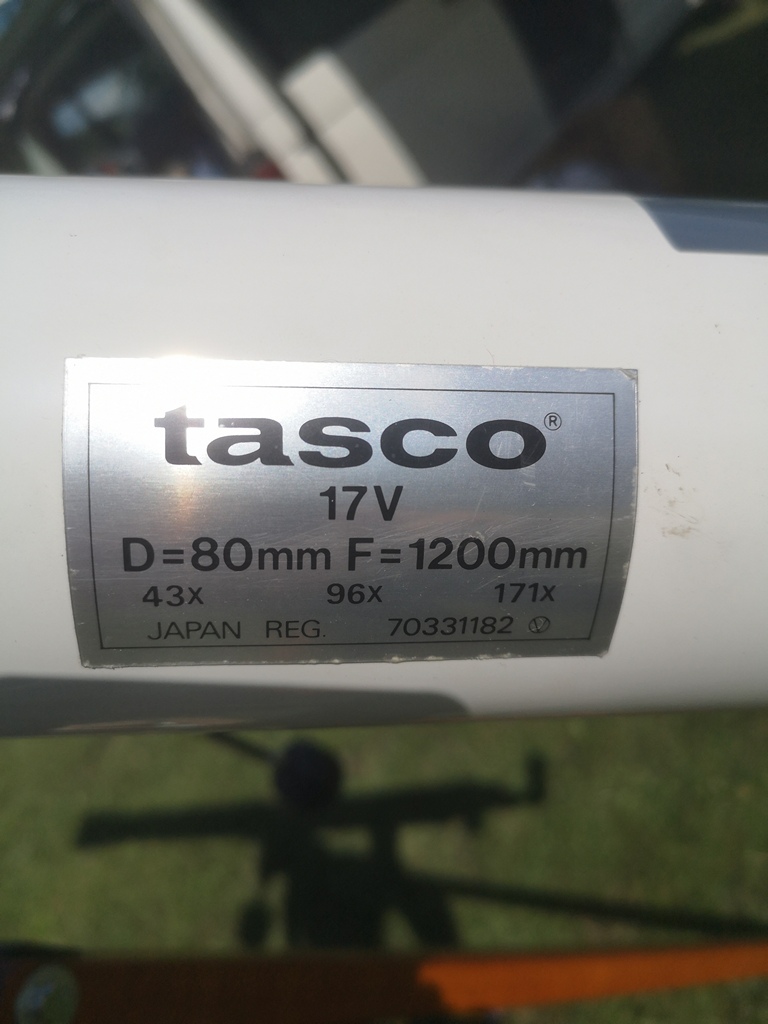 tasco®
17V
D=80mm F=1200mm
43x 96x 171x
JAPAN REG. 70331182 Ⓥ